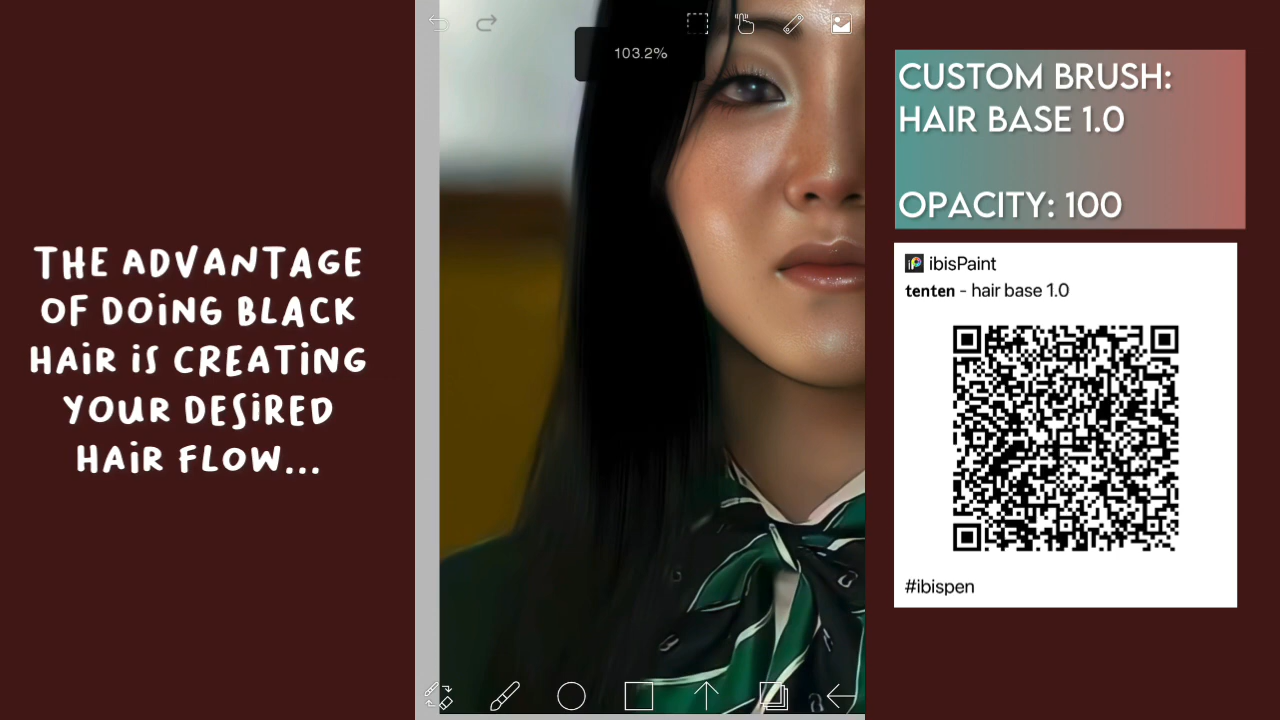 THE ADVANTAGE
OF DOING BLACK
HAIR IS CREATING
YOUR DESIRED
HAIR FLOW...
103.2%
CUSTOM BRUSH:
HAIR BASE 1.0
OPACITY: 100
iP ibisPaint
tenten - hair base 1.0
#ibispen